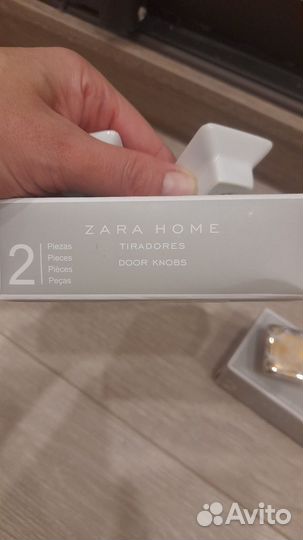 ZARA HOME
TIRADORES
DOOR KNOBS
2
Piezas
Pieces
Pièces
Peças
Avito